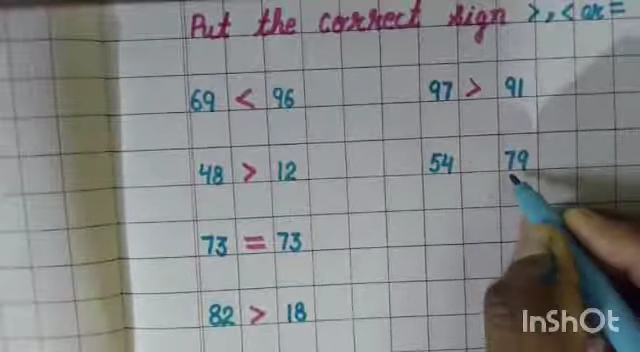 Put the correct sign >, < or =
69 < 96
97 > 91
48 > 12
54 79
73 = 73
82 > 18
InShOt